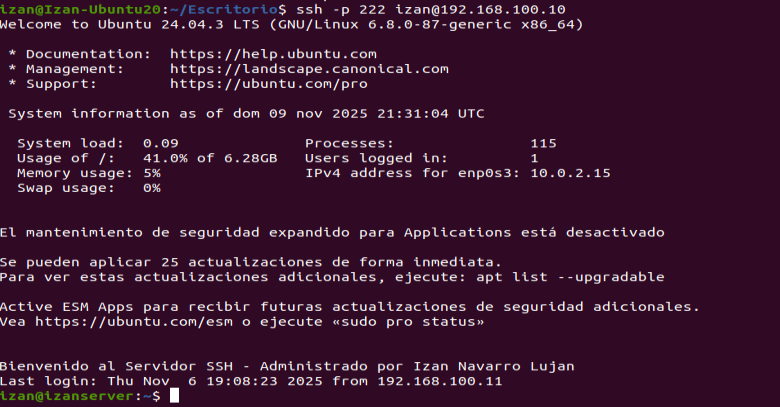 izan@Izan-Ubuntu20:~/Escritorio$ ssh -p 222 izan@192.168.100.10
Welcome to Ubuntu 24.04.3 LTS (GNU/Linux 6.8.0-87-generic x86_64)

 * Documentation:  https://help.ubuntu.com
 * Management:     https://landscape.canonical.com
 * Support:        https://ubuntu.com/pro

 System information as of dom 09 nov 2025 21:31:04 UTC

  System load:  0.09               Processes:               115
  Usage of /:   41.0% of 6.28GB   Users logged in:         1
  Memory usage: 5%                 IPv4 address for enp0s3: 10.0.2.15
  Swap usage:   0%

El mantenimiento de seguridad expandido para Applications está desactivado

Se pueden aplicar 25 actualizaciones de forma inmediata.
Para ver estas actualizaciones adicionales, ejecute: apt list --upgradable

Active ESM Apps para recibir futuras actualizaciones de seguridad adicionales.
Vea https://ubuntu.com/esm o ejecute «sudo pro status»

Bienvenido al Servidor SSH - Administrado por Izan Navarro Lujan
Last login: Thu Nov  6 19:08:23 2025 from 192.168.100.11
izan@izanserver:~$